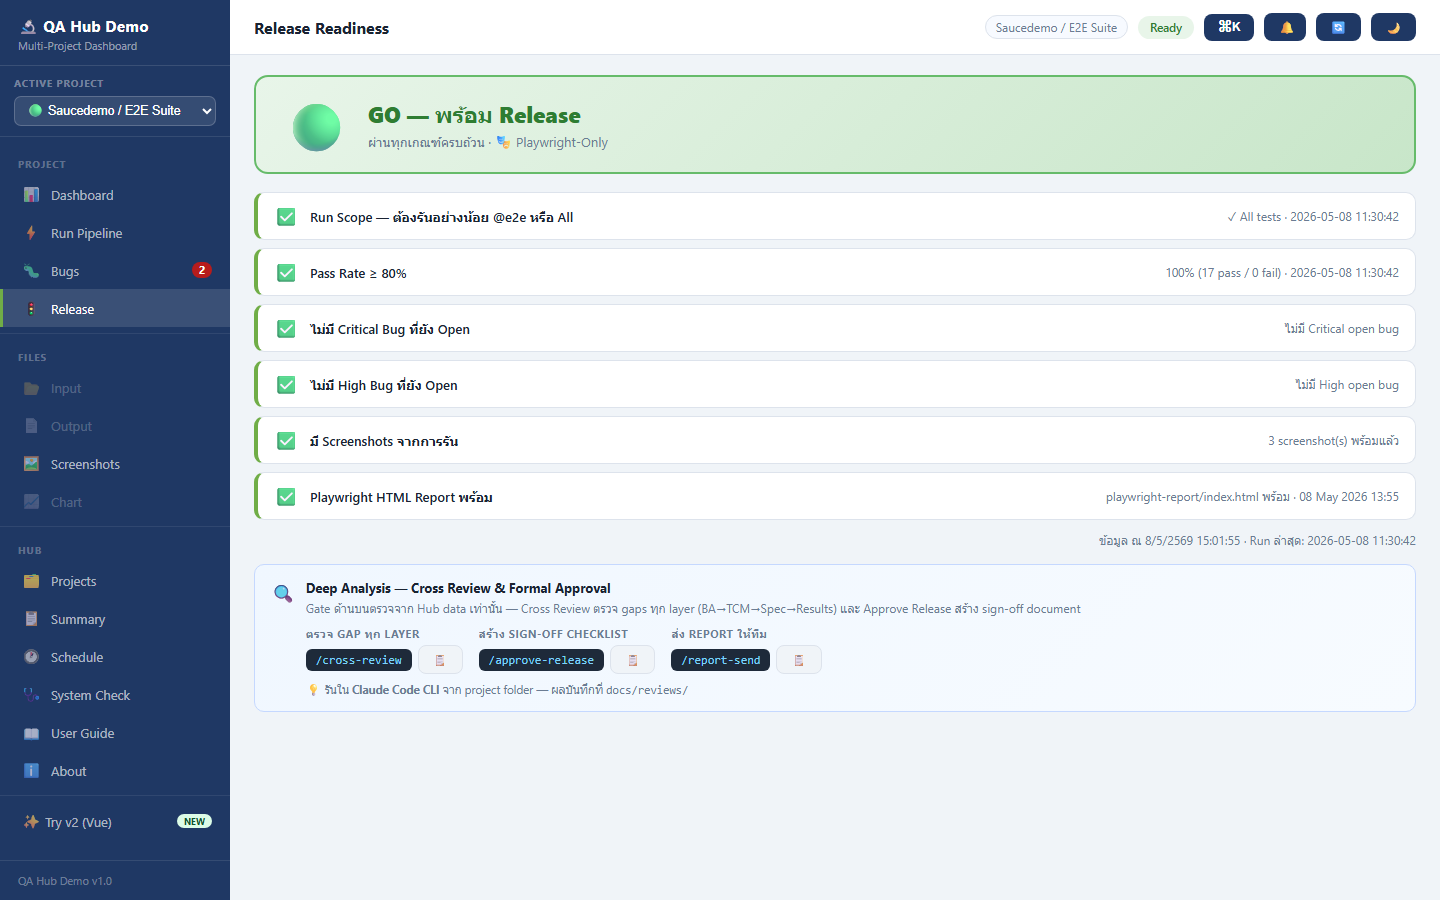 QA Hub Demo
Multi-Project Dashboard
ACTIVE PROJECT
Saucedemo / E2E Suite
PROJECT
Dashboard
Run Pipeline
Bugs 2
Release
FILES
Input
Output
Screenshots
Chart
HUB
Projects
Summary
Schedule
System Check
User Guide
About
Try v2 (Vue) NEW
QA Hub Demo v1.0
Release Readiness Saucedemo / E2E Suite Ready ⌘K
GO — พร้อม Release
ผ่านทุกเกณฑ์ครบถ้วน · Playwright-Only
Run Scope — ต้องรันอย่างน้อย @e2e หรือ All ✓ All tests · 2026-05-08 11:30:42
Pass Rate ≥ 80% 100% (17 pass / 0 fail) · 2026-05-08 11:30:42
ไม่มี Critical Bug ที่ยัง Open ไม่มี Critical open bug
ไม่มี High Bug ที่ยัง Open ไม่มี High open bug
มี Screenshots จากการรัน 3 screenshot(s) พร้อมแล้ว
Playwright HTML Report พร้อม playwright-report/index.html พร้อม · 08 May 2026 13:55
ข้อมูล ณ 8/5/2569 15:01:55 · Run ล่าสุด: 2026-05-08 11:30:42
Deep Analysis — Cross Review & Formal Approval
Gate ด้านบนตรวจจาก Hub data เท่านั้น — Cross Review ตรวจ gaps ทุก layer (BA→TCM→Spec→Results) และ Approve Release สร้าง sign-off document
ตรวจ GAP ทุก LAYER สร้าง SIGN-OFF CHECKLIST ส่ง REPORT ให้ทีม
/cross-review /approve-release /report-send
รันใน Claude Code CLI จาก project folder — ผลบันทึกที่ docs/reviews/